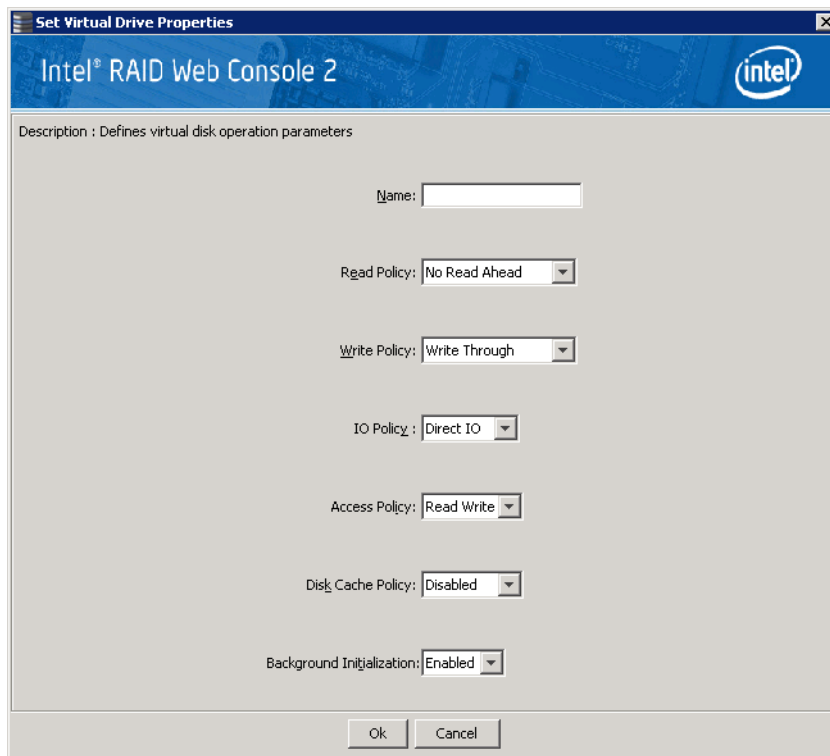 Set Virtual Drive Properties
Intel® RAID Web Console 2
intel
Description : Defines virtual disk operation parameters
Name:
Read Policy: No Read Ahead
Write Policy: Write Through
IO Policy : Direct IO
Access Policy: Read Write
Disk Cache Policy: Disabled
Background Initialization: Enabled
Ok Cancel